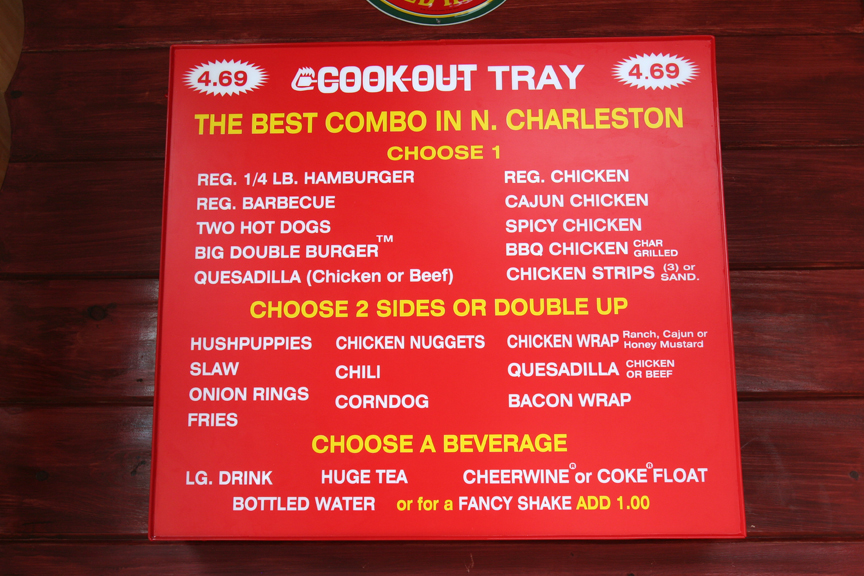 4.69 COOK-OUT TRAY 4.69
THE BEST COMBO IN N. CHARLESTON
CHOOSE 1
REG. 1/4 LB. HAMBURGER REG. CHICKEN
REG. BARBECUE CAJUN CHICKEN
TWO HOT DOGS SPICY CHICKEN
BIG DOUBLE BURGER™ BBQ CHICKEN CHAR GRILLED
QUESADILLA (Chicken or Beef) CHICKEN STRIPS (3) or SAND.
CHOOSE 2 SIDES OR DOUBLE UP
HUSHPUPPIES CHICKEN NUGGETS CHICKEN WRAP Ranch, Cajun or Honey Mustard
SLAW CHILI QUESADILLA CHICKEN OR BEEF
ONION RINGS CORNDOG BACON WRAP
FRIES
CHOOSE A BEVERAGE
LG. DRINK HUGE TEA CHEERWINE® or COKE® FLOAT
BOTTLED WATER or for a FANCY SHAKE ADD 1.00